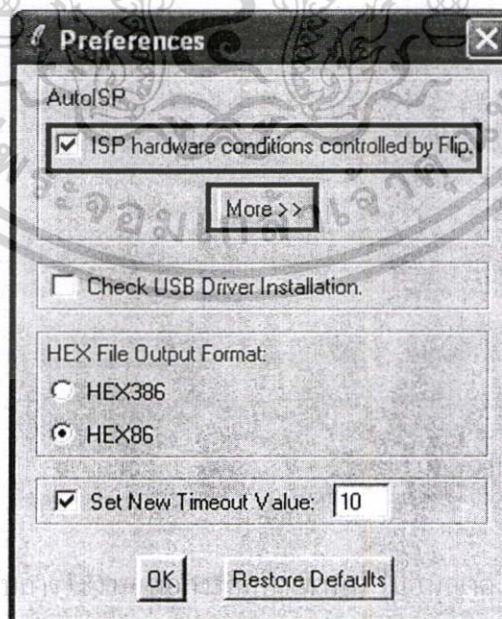 Preferences
AutoISP
ISP hardware conditions controlled by Flip.
More >>
Check USB Driver Installation.
HEX File Output Format:
HEX386
HEX86
Set New Timeout Value: 10
OK Restore Defaults